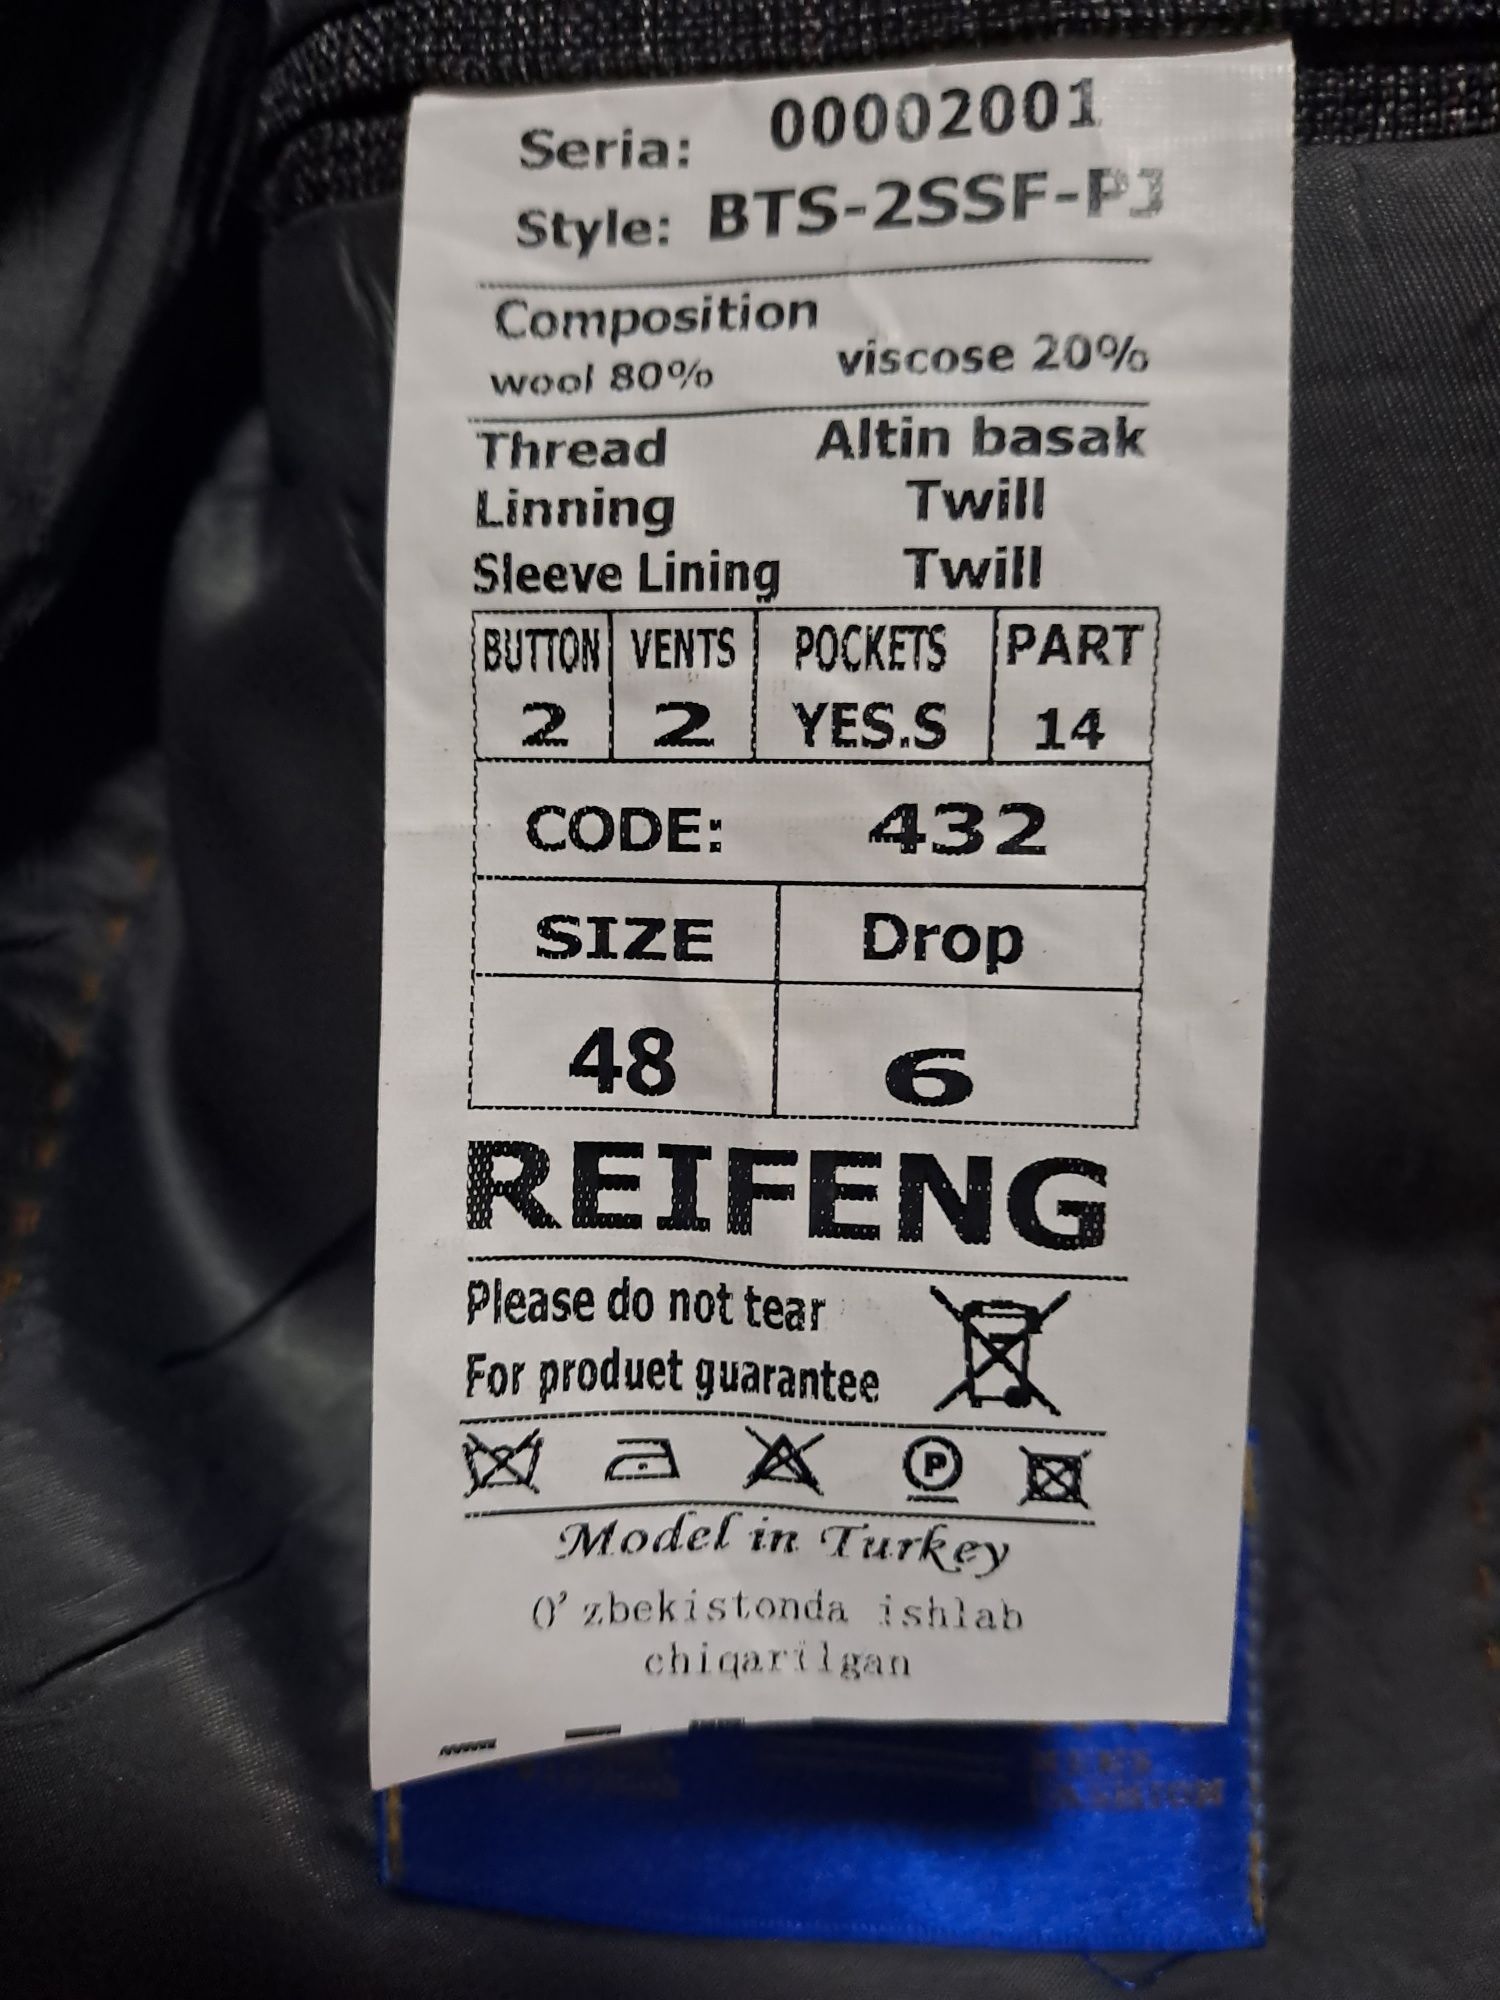 Seria: 00002001
Style: BTS-2SSF-PJ
Composition
wool 80% viscose 20%
Thread Altin basak
Linning Twill
Sleeve Lining Twill
BUTTON VENTS POCKETS PART
2 2 YES.S 14
CODE: 432
SIZE Drop
48 6
REIFENG
Please do not tear
For produet guarantee
P
Model in Turkey
O'zbekistonda ishlab
chiqarilgan